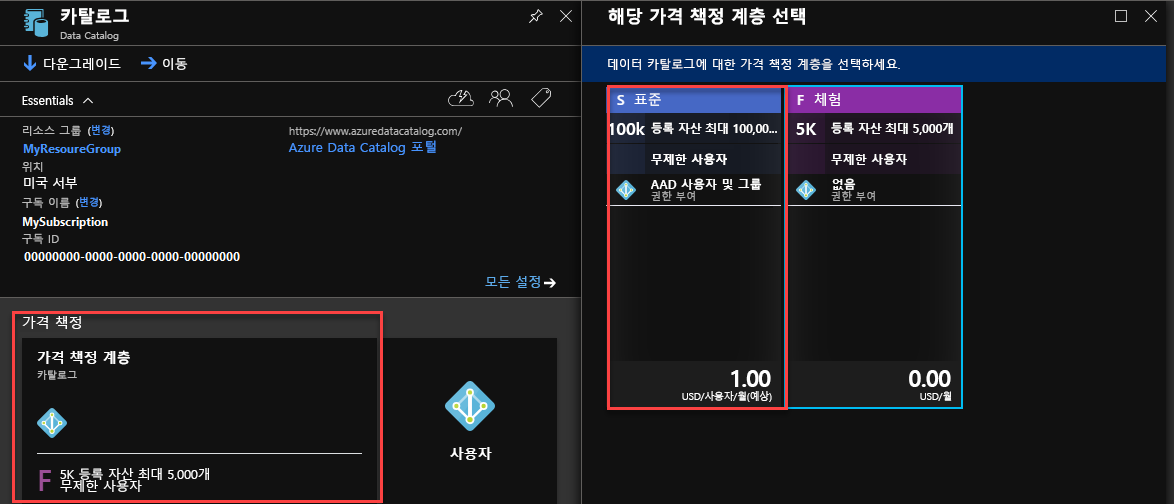 카탈로그
Data Catalog
다운그레이드
이동
Essentials
리소스 그룹 (변경)
MyResoureGroup
위치
미국 서부
구독 이름 (변경)
MySubscription
구독 ID
00000000-0000-0000-0000-00000000
https://www.azuredatacatalog.com/
Azure Data Catalog 포털
모든 설정
가격 책정
가격 책정 계층
카탈로그
F 5K 등록 자산 최대 5,000개
무제한 사용자
사용자
해당 가격 책정 계층 선택
데이터 카탈로그에 대한 가격 책정 계층을 선택하세요.
S 표준
100k 등록 자산 최대 100,00...
무제한 사용자
AAD 사용자 및 그룹
권한 부여
1.00
USD/사용자/월(예상)
F 체험
5K 등록 자산 최대 5,000개
무제한 사용자
없음
권한 부여
0.00
USD/월